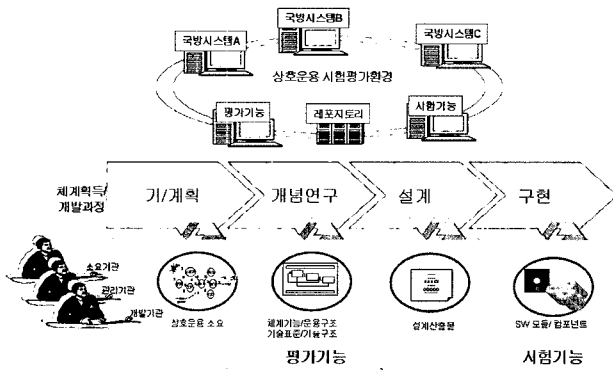 국방시스템A
국방시스템B
국방시스템C
상호운용 시험평가환경
평가기능
레포지토리
시험기능
체계획득/
개발과정
기/계획
개념연구
설계
구현
소요기관
관리기관
개발기관
상호운용 소요
체계기능/운용구조
기술표준/기술구조
설계산출물
SW 모듈/ 컴포넌트
평가기능
시험기능